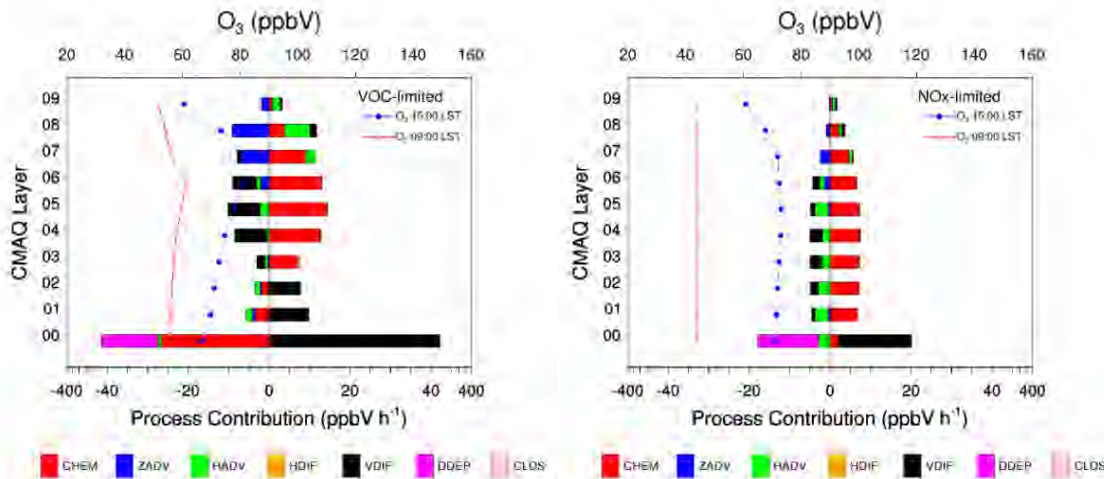 O3 (ppbV)
20 40 60 80 90 100 120 140 160
VOC-limited
O3 15:00 LST
O3 09:00 LST
CMAQ Layer
09
08
07
06
05
04
03
02
01
00
-400 -40 -20 0 20 40 400
Process Contribution (ppbV h-1)
CHEM ZADV HADV HDIF VDIF DDEP CLDS
O3 (ppbV)
20 40 60 80 90 100 120 140 160
NOx-limited
O3 15:00 LST
O3 09:00 LST
CMAQ Layer
09
08
07
06
05
04
03
02
01
00
-400 -40 -20 0 20 400
Process Contribution (ppbV h-1)
CHEM ZADV HADV HDIF VDIF DDEP CLDS